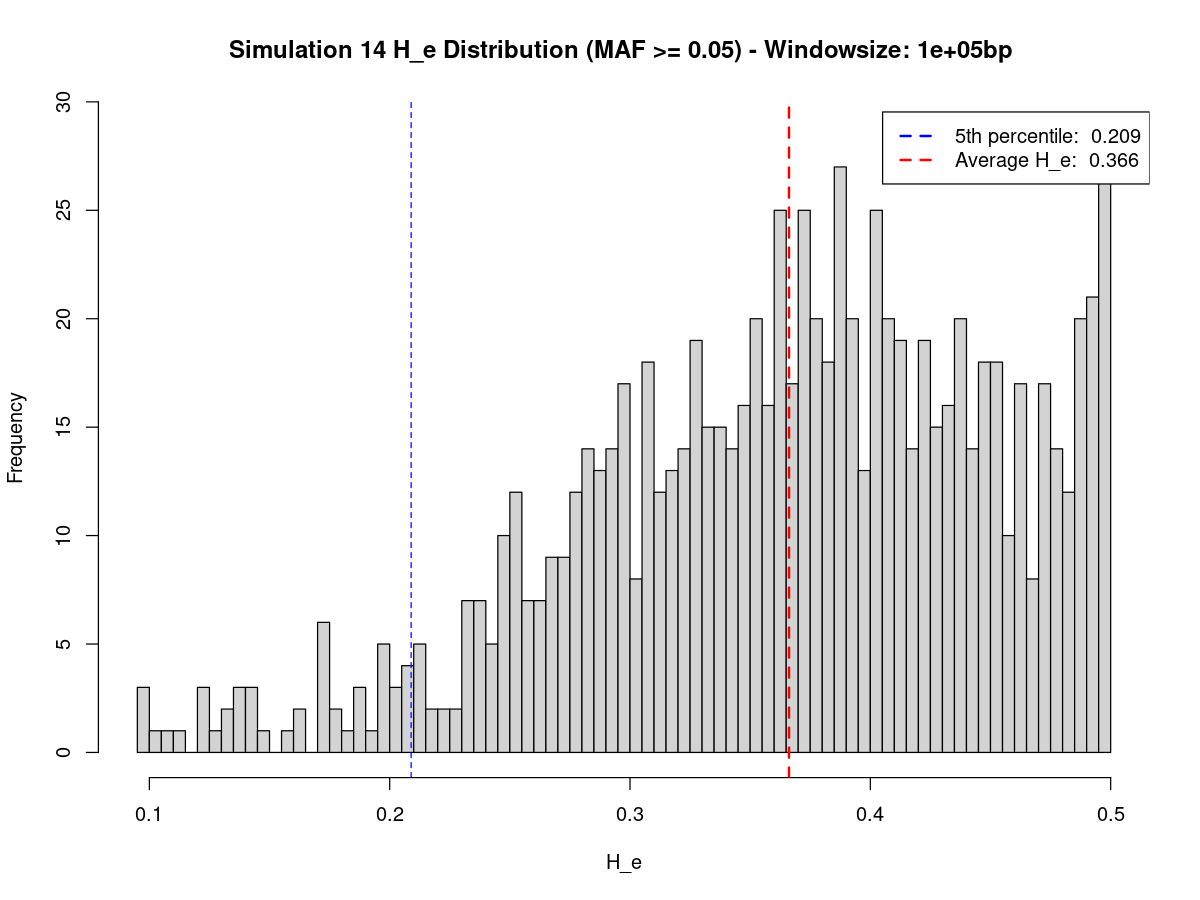 Simulation 14 H_e Distribution (MAF >= 0.05) - Windowsize: 1e+05bp
5th percentile: 0.209
Average H_e: 0.366
Frequency
30
25
20
15
10
5
0
0.1 0.2 0.3 0.4 0.5
H_e